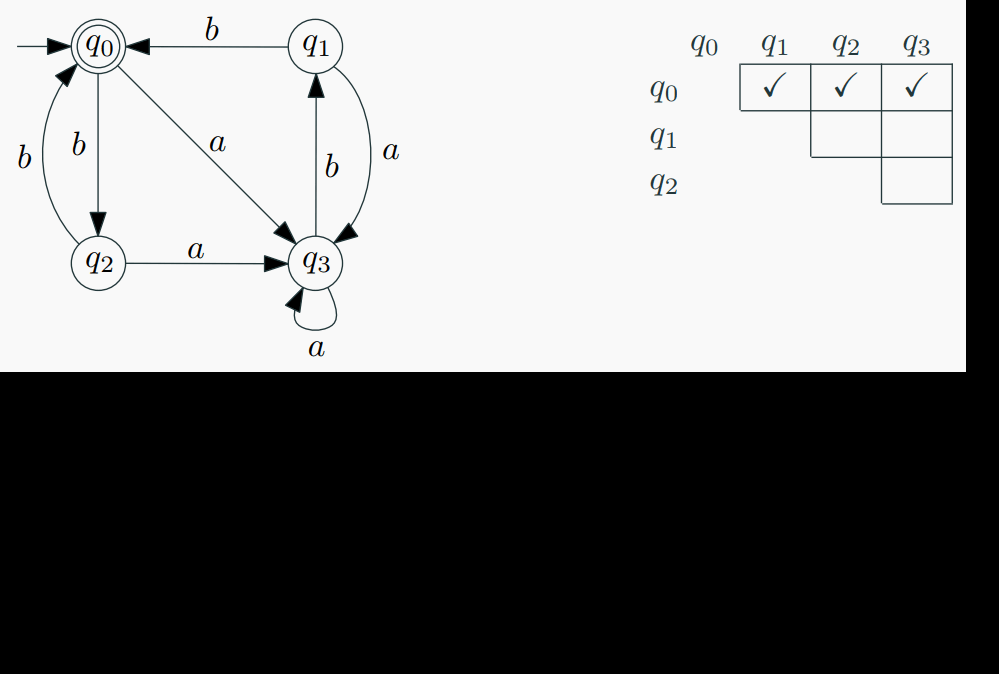 q0 b q1
b b a b a
q2 a q3
a
q0 q1 q2 q3
q0 ✓ ✓ ✓
q1
q2